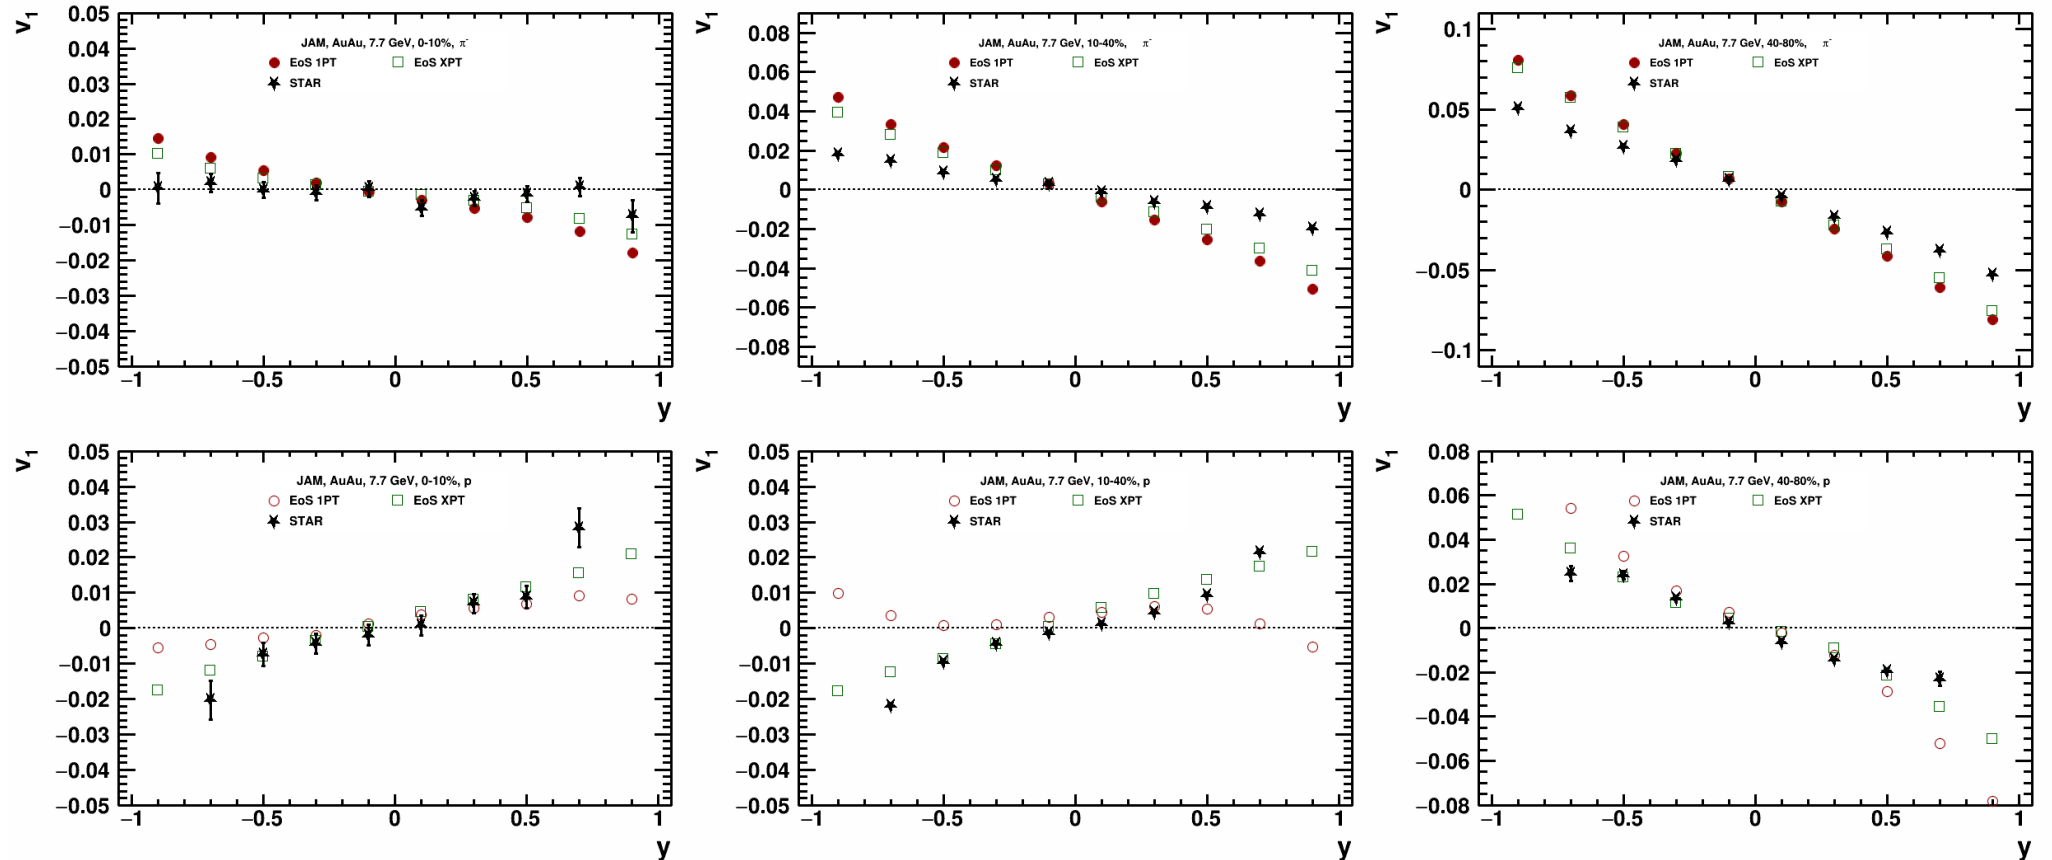 v₁
0.05
0.04
0.03
0.02
0.01
0
−0.01
−0.02
−0.03
−0.04
−0.05
JAM, AuAu, 7.7 GeV, 0-10%, π⁻
EoS 1PT EoS XPT
STAR
−1 −0.5 0 0.5 1
y
v₁
0.08
0.06
0.04
0.02
0
−0.02
−0.04
−0.06
−0.08
JAM, AuAu, 7.7 GeV, 10-40%, π⁻
EoS 1PT EoS XPT
STAR
−1 −0.5 0 0.5 1
y
v₁
0.1
0.05
0
−0.05
−0.1
JAM, AuAu, 7.7 GeV, 40-80%, π⁻
EoS 1PT EoS XPT
STAR
−1 −0.5 0 0.5 1
y
v₁
0.05
0.04
0.03
0.02
0.01
0
−0.01
−0.02
−0.03
−0.04
−0.05
JAM, AuAu, 7.7 GeV, 0-10%, p
EoS 1PT EoS XPT
STAR
−1 −0.5 0 0.5 1
y
v₁
0.05
0.04
0.03
0.02
0.01
0
−0.01
−0.02
−0.03
−0.04
−0.05
JAM, AuAu, 7.7 GeV, 10-40%, p
EoS 1PT EoS XPT
STAR
−1 −0.5 0 0.5 1
y
v₁
0.08
0.06
0.04
0.02
0
−0.02
−0.04
−0.06
−0.08
JAM, AuAu, 7.7 GeV, 40-80%, p
EoS 1PT EoS XPT
STAR
−1 −0.5 0 0.5 1
y